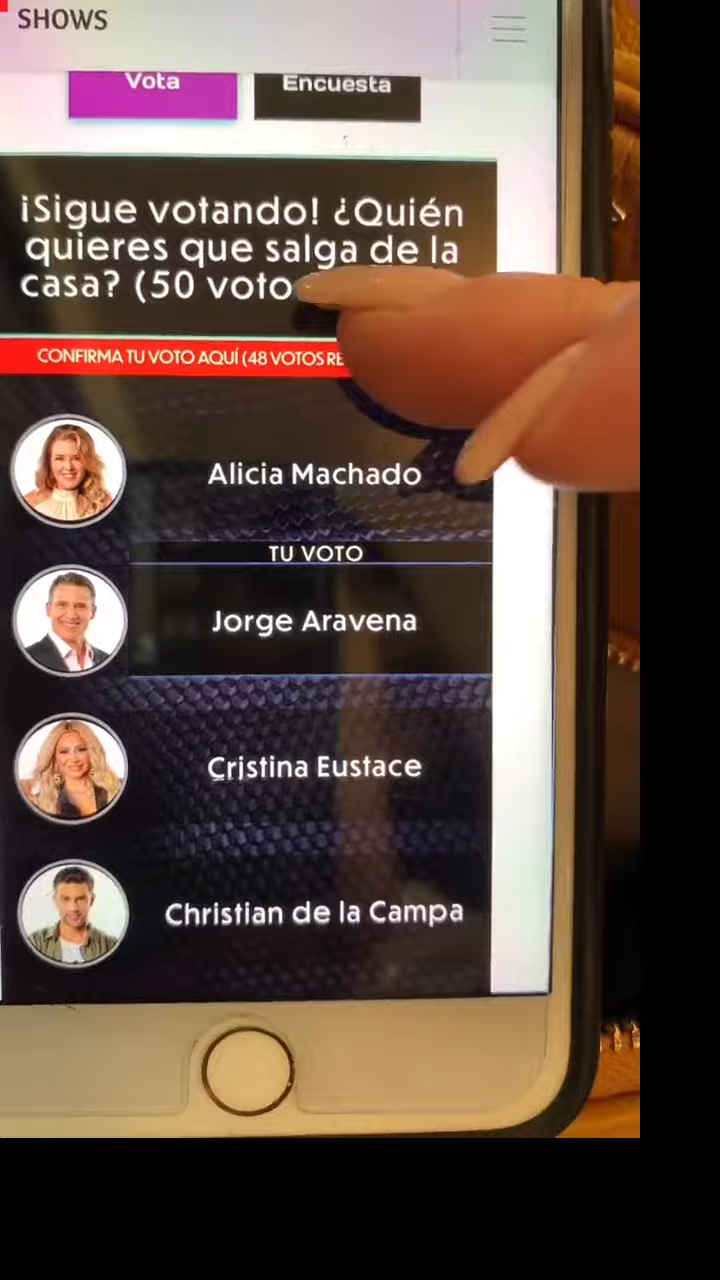 SHOWS
Vota
Encuesta
¡Sigue votando! ¿Quién
quieres que salga de la
casa? (50 voto
CONFIRMA TU VOTO AQUÍ (48 VOTOS RE
Alicia Machado
TU VOTO
Jorge Aravena
Cristina Eustace
Christian de la Campa